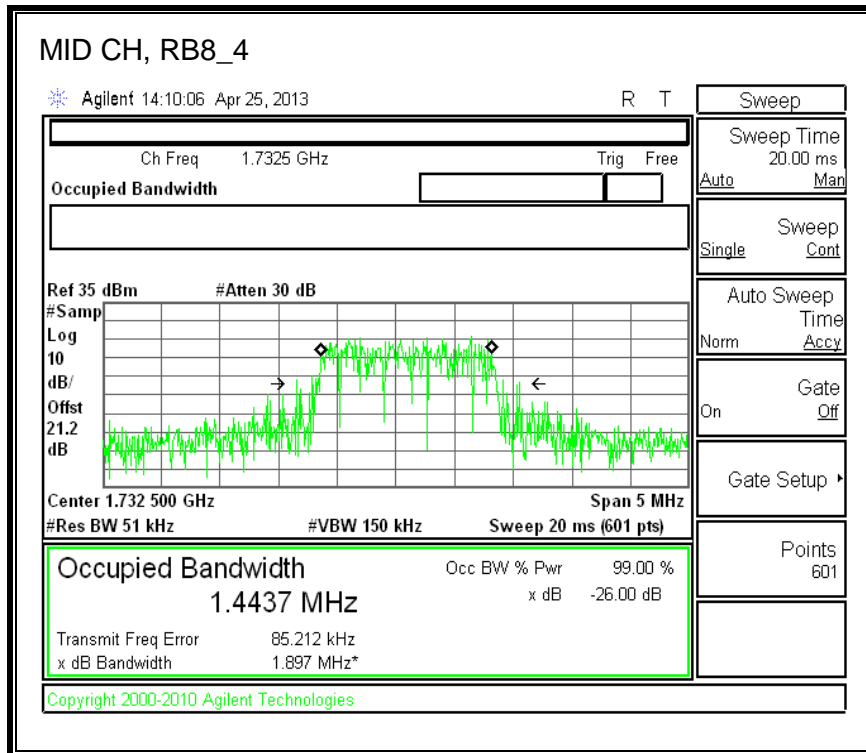 MID CH, RB8_4
Agilent 14:10:06 Apr 25, 2013 R T
Ch Freq 1.7325 GHz Trig Free
Occupied Bandwidth
Ref 35 dBm #Atten 30 dB
#Samp
Log
10
dB/
Offst
21.2
dB
Center 1.732 500 GHz Span 5 MHz
#Res BW 51 kHz #VBW 150 kHz Sweep 20 ms (601 pts)
Occupied Bandwidth Occ BW % Pwr 99.00 %
1.4437 MHz x dB -26.00 dB
Transmit Freq Error 85.212 kHz
x dB Bandwidth 1.897 MHz*
Copyright 2000-2010 Agilent Technologies
Sweep
Sweep Time
20.00 ms
Auto Man
Sweep
Single Cont
Auto Sweep
Time
Norm Accy
Gate
On Off
Gate Setup
Points
601